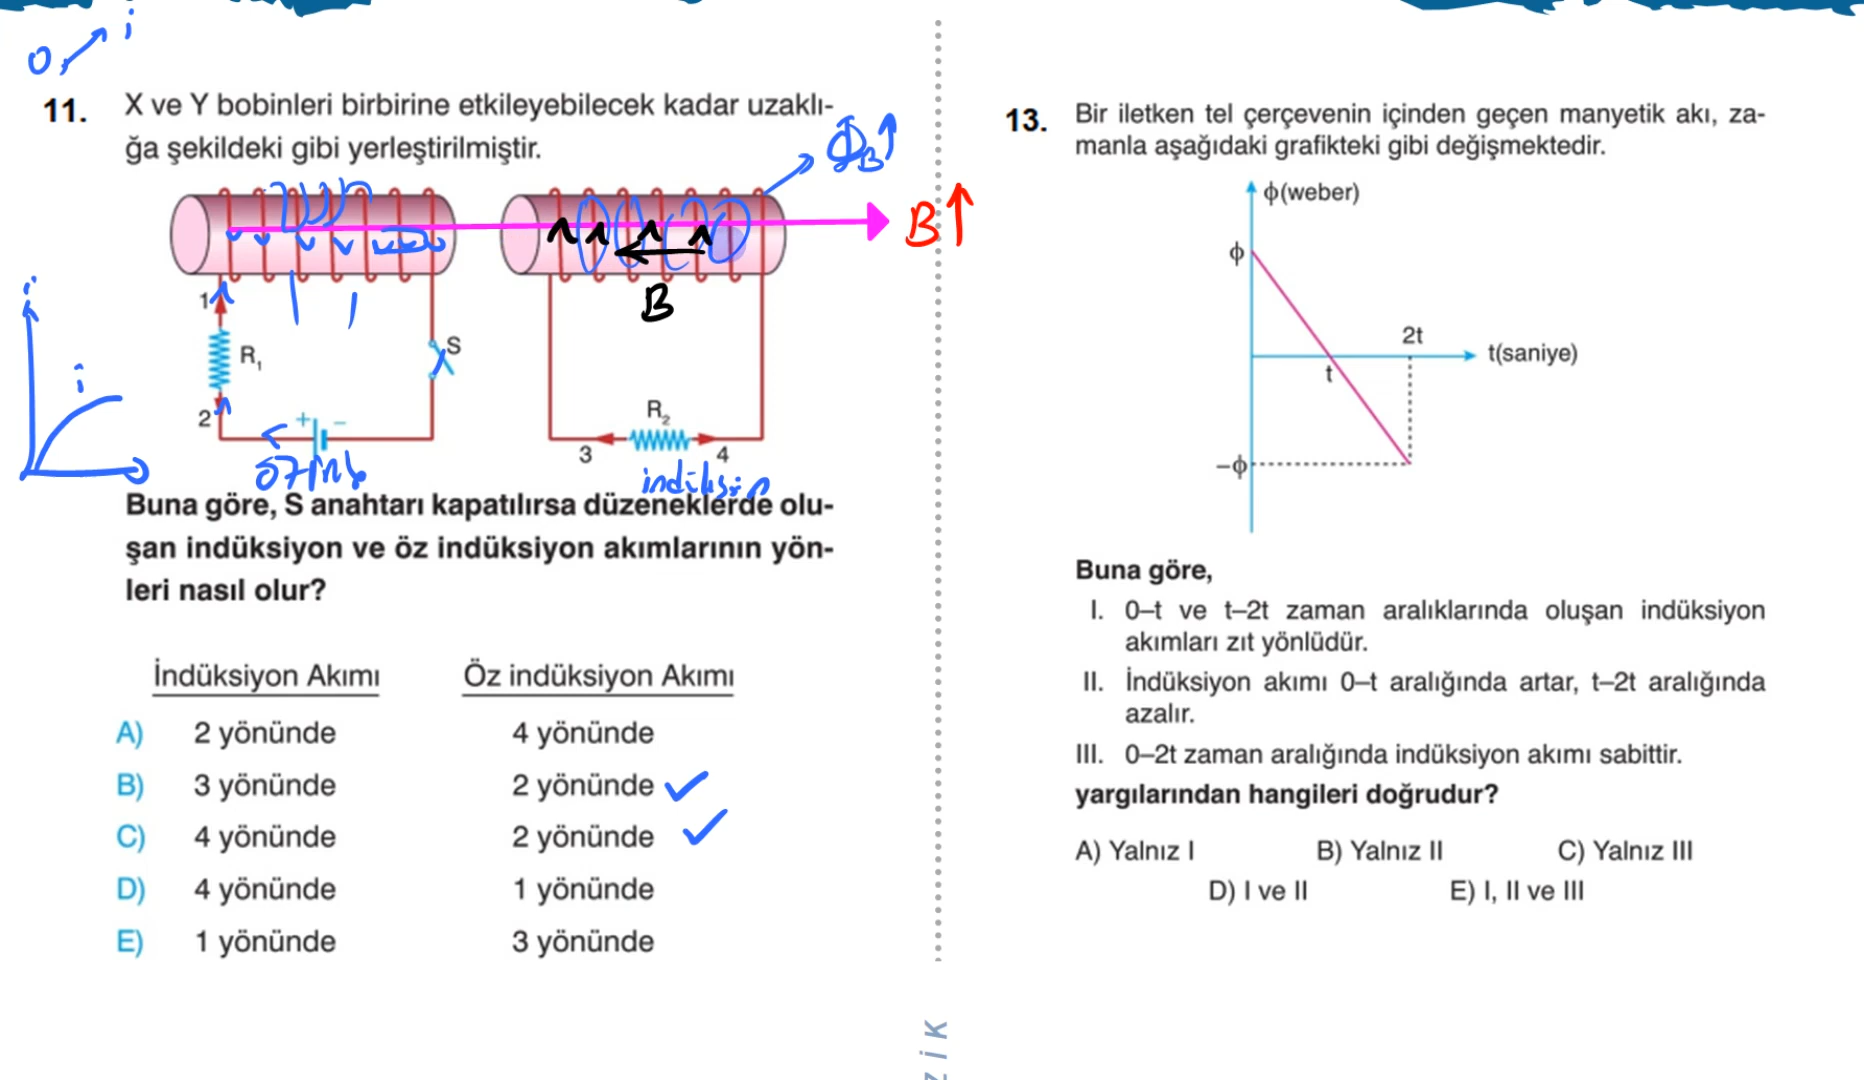 0 i
11. X ve Y bobinleri birbirine etkileyebilecek kadar uzaklı-
ğa şekildeki gibi yerleştirilmiştir.
ΦB↑
B↑
B
1
R1
2
S
+ −
i
i
R2
3
4
indüksin
Buna göre, S anahtarı kapatılırsa düzeneklerde olu-
şan indüksiyon ve öz indüksiyon akımlarının yön-
leri nasıl olur?
İndüksiyon Akımı Öz indüksiyon Akımı
A) 2 yönünde 4 yönünde
B) 3 yönünde 2 yönünde ✓
C) 4 yönünde 2 yönünde ✓
D) 4 yönünde 1 yönünde
E) 1 yönünde 3 yönünde
13. Bir iletken tel çerçevenin içinden geçen manyetik akı, za-
manla aşağıdaki grafikteki gibi değişmektedir.
ϕ(weber)
ϕ
2t
t(saniye)
t
−ϕ
Buna göre,
I. 0–t ve t–2t zaman aralıklarında oluşan indüksiyon
akımları zıt yönlüdür.
II. İndüksiyon akımı 0–t aralığında artar, t–2t aralığında
azalır.
III. 0–2t zaman aralığında indüksiyon akımı sabittir.
yargılarından hangileri doğrudur?
A) Yalnız I B) Yalnız II C) Yalnız III
D) I ve II E) I, II ve III
ZİK